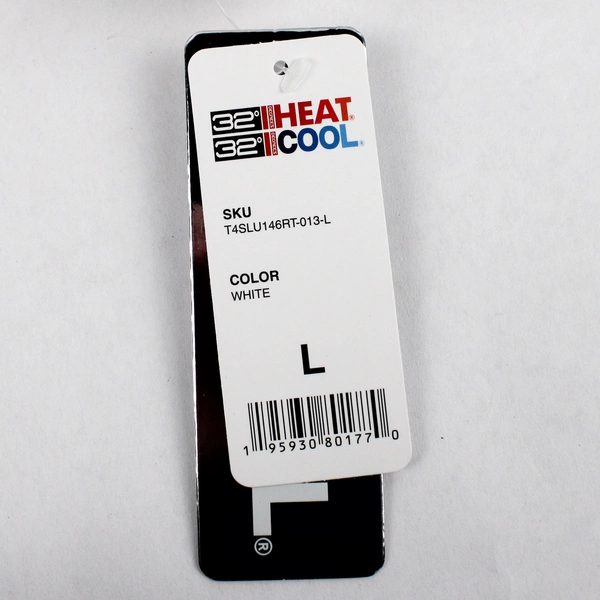 32° HEAT®
32° COOL®
SKU
T4SLU146RT-013-L
COLOR
WHITE
L
1 95930 80177 0
L®